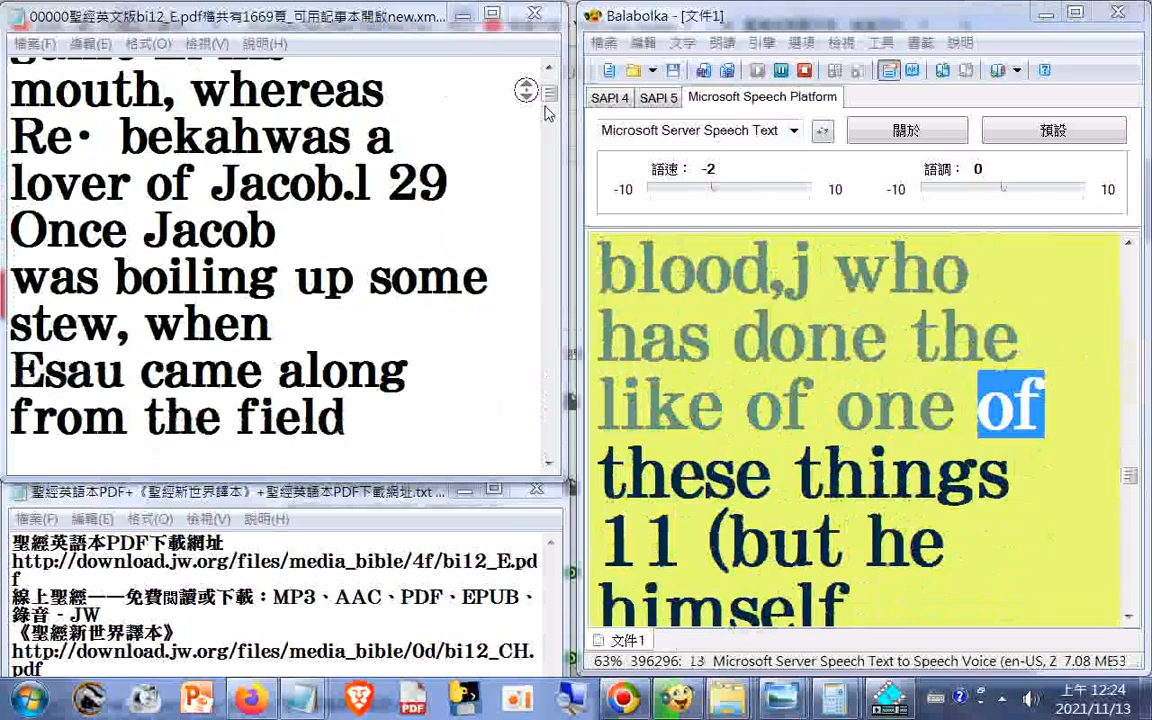 00000聖經英文版bi12_E.pdf檔共有1669頁_可用記事本開啟new.xm...
檔案(F) 編輯(E) 格式(O) 檢視(V) 說明(H)
mouth, whereas
Re· bekahwas a
lover of Jacob.l 29
Once Jacob
was boiling up some
stew, when
Esau came along
from the field
聖經英語本PDF+《聖經新世界譯本》+聖經英語本PDF下載網址.txt ...
檔案(F) 編輯(E) 格式(O) 檢視(V) 說明(H)
聖經英語本PDF下載網址
http://download.jw.org/files/media_bible/4f/bi12_E.pd
f
線上聖經——免費閱讀或下載：MP3、AAC、PDF、EPUB、
錄音 - JW
《聖經新世界譯本》
http://download.jw.org/files/media_bible/0d/bi12_CH.
pdf
Balabolka - [文件1]
檔案 編輯 文字 朗讀 引擎 選項 檢視 工具 書籤 說明
SAPI 4 SAPI 5 Microsoft Speech Platform
Microsoft Server Speech Text 關於 預設
語速： -2 語調： 0
-10 10 -10 10
blood,j who
has done the
like of one of
these things
11 (but he
himself
文件1
63% 396296: 13 Microsoft Server Speech Text to Speech Voice (en-US, Z 7.08 ME53
PDF
上午 12:24
2021/11/13